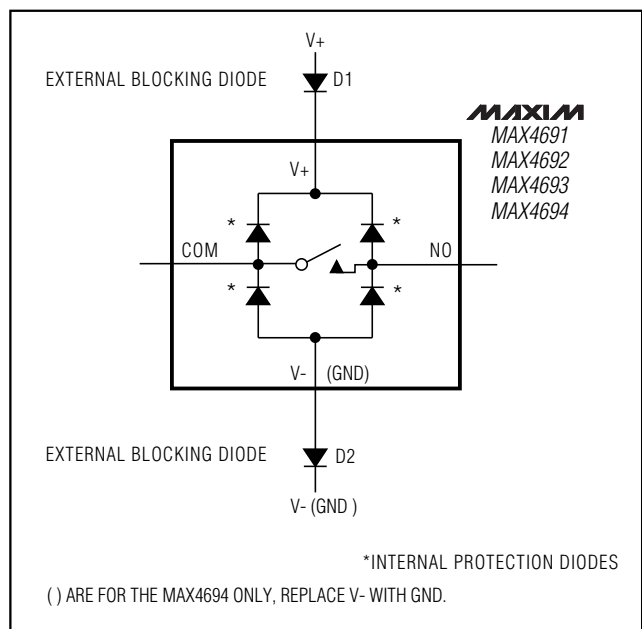 V+
EXTERNAL BLOCKING DIODE
D1
MAXIM
MAX4691
MAX4692
MAX4693
MAX4694
V+
* *
COM NO
* *
V- (GND)
EXTERNAL BLOCKING DIODE
D2
V- (GND )
*INTERNAL PROTECTION DIODES
( ) ARE FOR THE MAX4694 ONLY, REPLACE V- WITH GND.